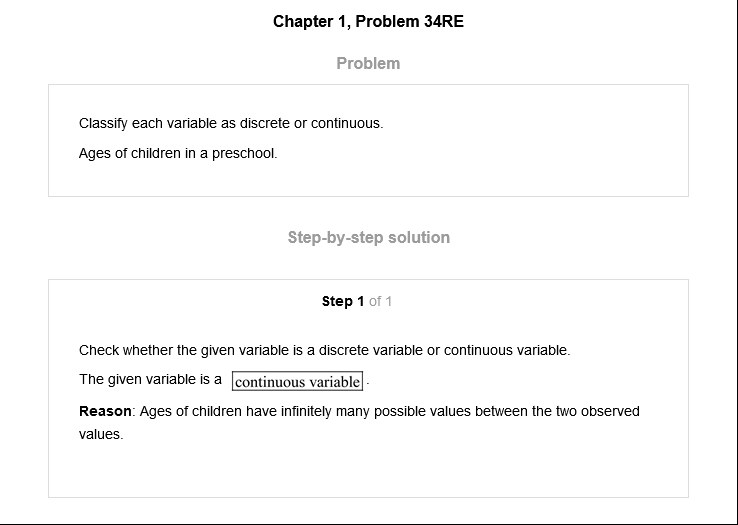 Chapter 1, Problem 34RE
Problem
Classify each variable as discrete or continuous.
Ages of children in a preschool.
Step-by-step solution
Step 1 of 1
Check whether the given variable is a discrete variable or continuous variable.
The given variable is a continuous variable.
Reason: Ages of children have infinitely many possible values between the two observed
values.